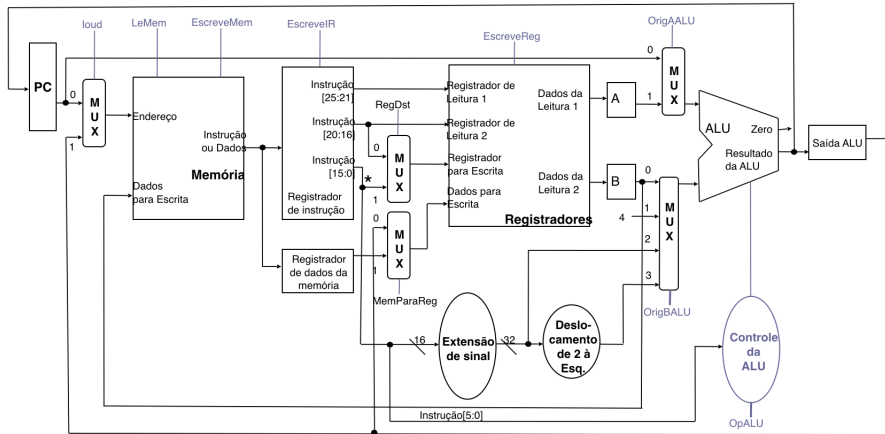 Ioud
LeMem
EscreveMem
EscreveIR
EscreveReg
OrigAALU
PC
0
M
U
X
1
Endereço
Instrução
ou Dados
Memória
Dados
para Escrita
Instrução
[25:21]
Instrução
[20:16]
Instrução
[15:0]
Registrador
de instrução
Registrador
de dados da
memória
RegDst
0
M
U
X
*
1
0
M
U
X
1
MemParaReg
Registrador de
Leitura 1
Registrador de
Leitura 2
Registrador
para Escrita
Dados para
Escrita
Dados da
Leitura 1
Dados da
Leitura 2
Registradores
A
B
0
M
U
X
1
0
1
4
2
3
M
U
X
OrigBALU
ALU
Zero
Resultado
da ALU
Saída ALU
16
Extensão
de sinal
32
Deslo-
camento
de 2 à
Esq.
Controle
da
ALU
Instrução[5:0]
OpALU